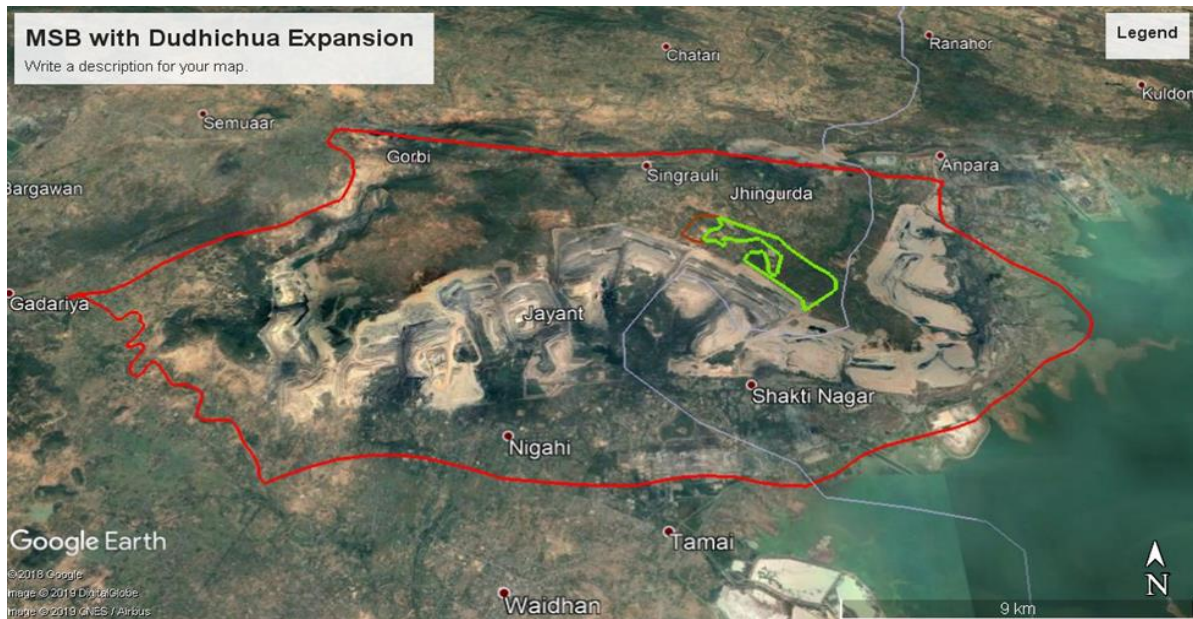 MSB with Dudhichua Expansion
Write a description for your map.
Legend
Ranahor
Chatari
Kuldon
Semuaar
Gorbi
Singrauli
Anpara
Bargawan
Jhingurda
Gadariya
Jayant
Shakti Nagar
Nigahi
Tamai
Google Earth
©2018 Google
Image © 2019 DigitalGlobe
Image © 2019 CNES / Airbus
Waidhan
N
9 km